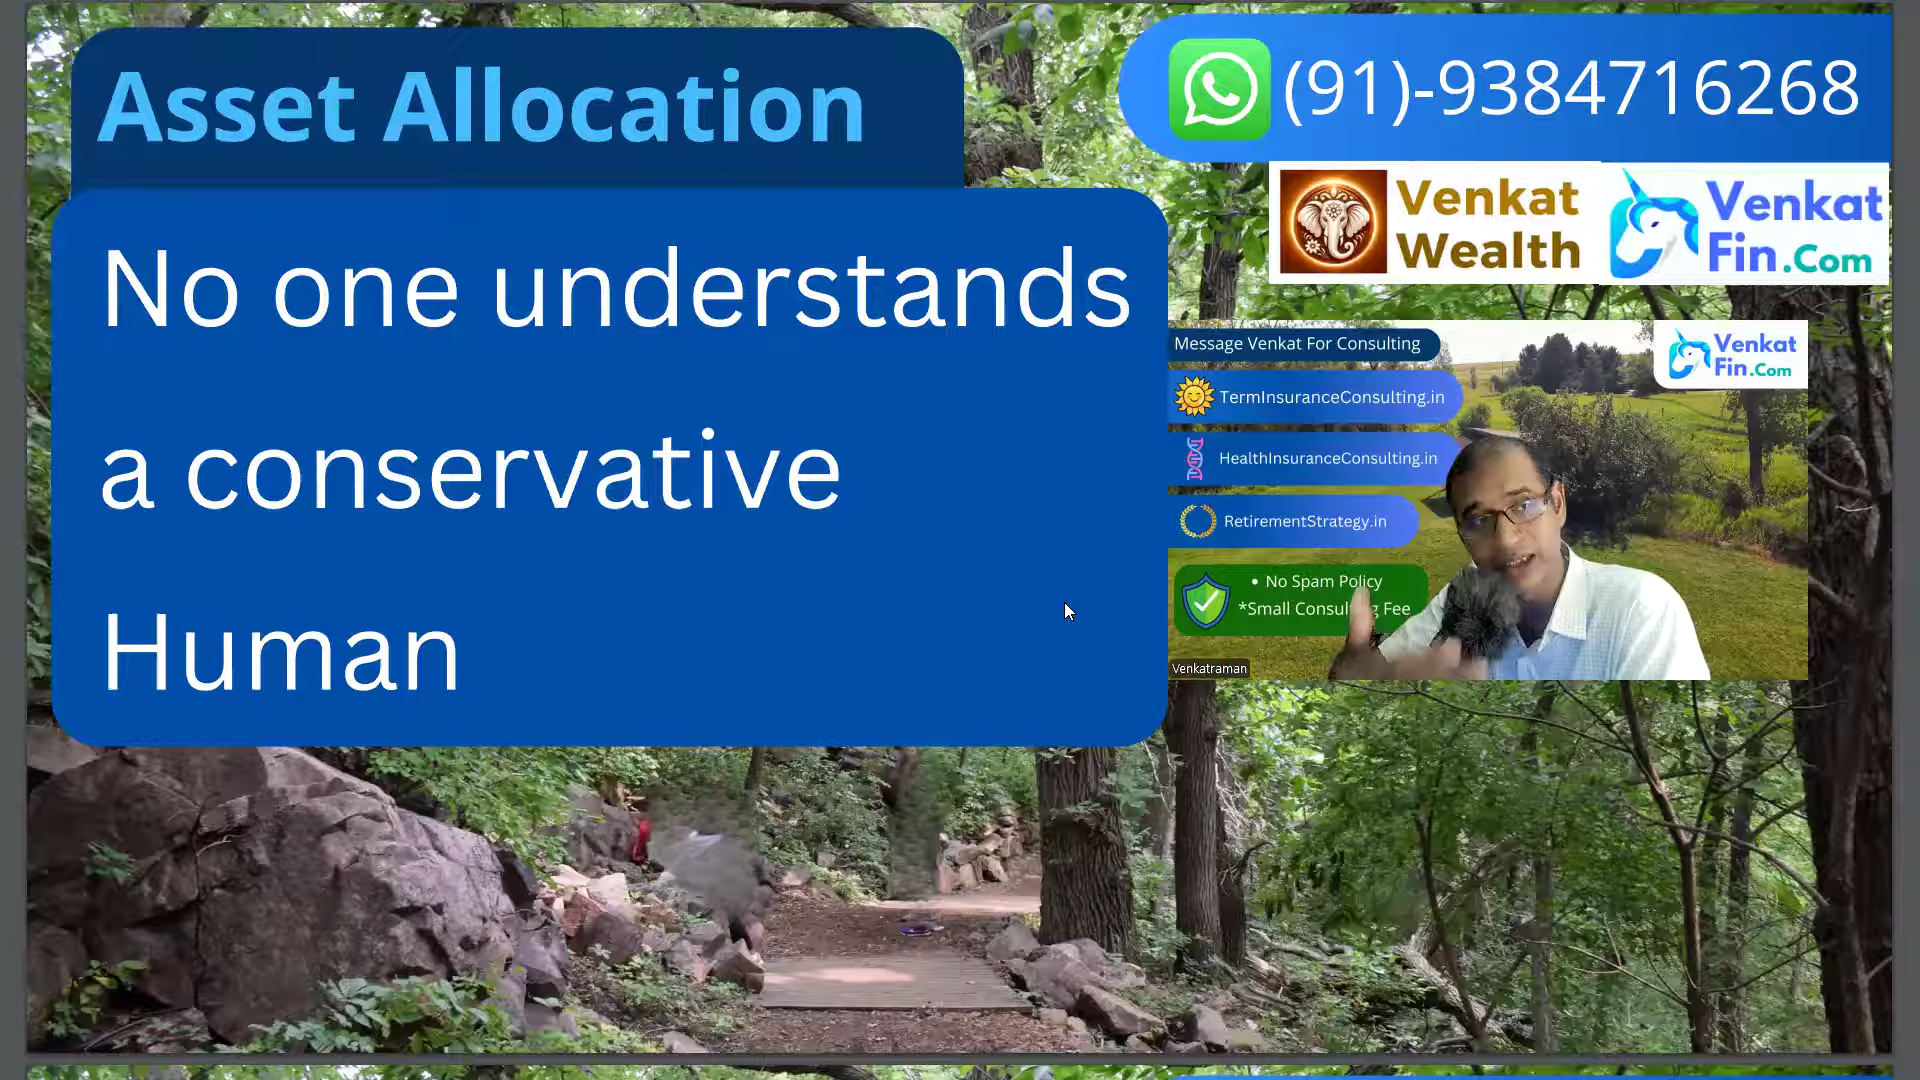 Asset Allocation
No one understands
a conservative
Human
(91)-9384716268
Venkat
Wealth
Venkat
Fin.Com
Message Venkat For Consulting
TermInsuranceConsulting.in
HealthInsuranceConsulting.in
RetirementStrategy.in
• No Spam Policy
*Small Fee
Venkat
Fin.Com
Venkatraman